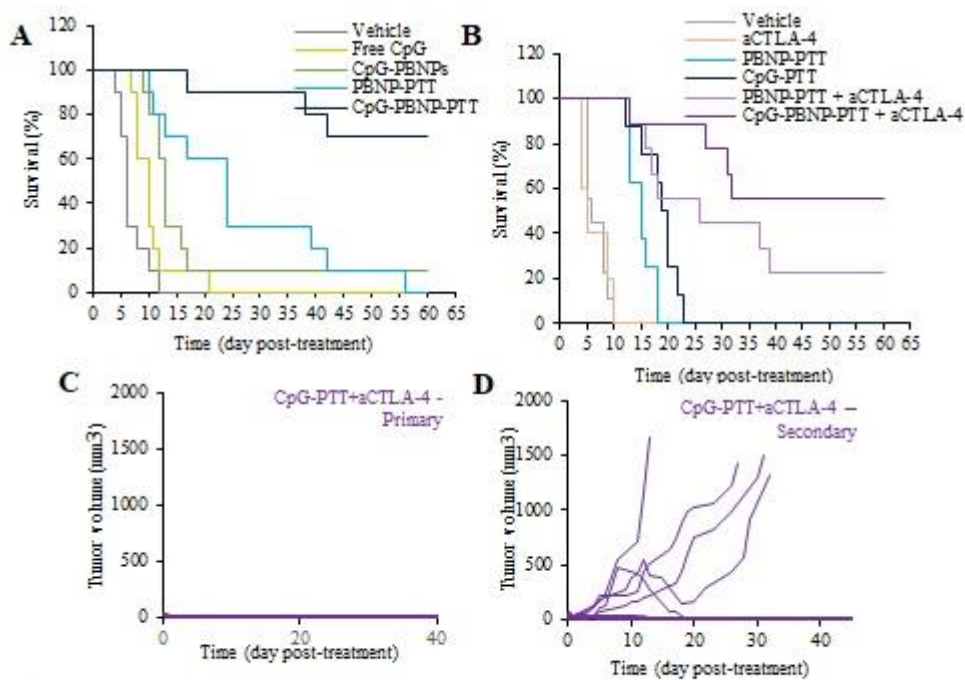 A
120
100
80
60
40
20
0
Survival (%)
0 5 10 15 20 25 30 35 40 45 50 55 60 65
Time (day post-treatment)
Vehicle
Free CpG
CpG-PBNPs
PBNP-PTT
CpG-PBNP-PTT
B
120
100
80
60
40
20
0
Survival (%)
0 5 10 15 20 25 30 35 40 45 50 55 60 65
Time (day post-treatment)
Vehicle
aCTLA-4
PBNP-PTT
CpG-PTT
PBNP-PTT + aCTLA-4
CpG-PBNP-PTT + aCTLA-4
C
CpG-PTT+aCTLA-4 -
Primary
2000
1500
1000
500
0
Tumor volume (mm3)
0 20 40
Time (day post-treatment)
D
CpG-PTT+aCTLA-4 –
Secondary
2000
1500
1000
500
0
Tumor volume (mm3)
0 10 20 30 40
Time (day post-treatment)